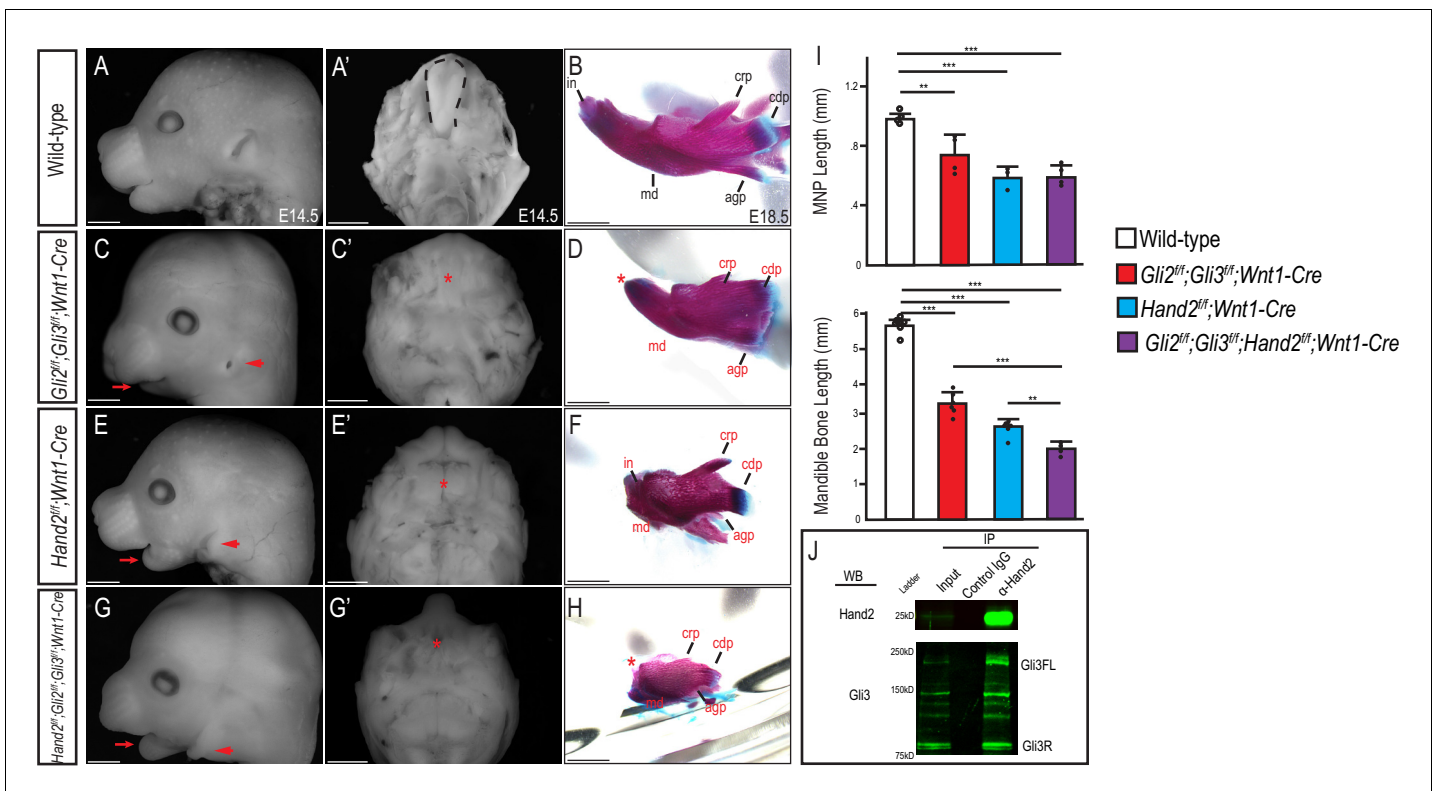 Wild-type
A
E14.5
A'
E14.5
B
in
crp
cdp
md
agp
E18.5
Gli2f/f;Gli3f/f;Wnt1-Cre
C
C'
*
D
*
crp
cdp
md
agp
Hand2f/f;Wnt1-Cre
E
E'
*
F
in
crp
cdp
md
agp
Hand2f/f;Gli2f/f;Gli3f/f;Wnt1-Cre
G
G'
*
H
*
crp
cdp
md
agp
I
***
***
**
MNP Length (mm)
1.2
.8
.4
0
***
***
***
***
**
Mandible Bone Length (mm)
6
5
4
3
2
1
0
Wild-type
Gli2f/f;Gli3f/f;Wnt1-Cre
Hand2f/f;Wnt1-Cre
Gli2f/f;Gli3f/f;Hand2f/f;Wnt1-Cre
J
IP
WB
Ladder
Input
Control IgG
α-Hand2
Hand2
25kD
250kD
Gli3FL
Gli3
150kD
Gli3R
75kD